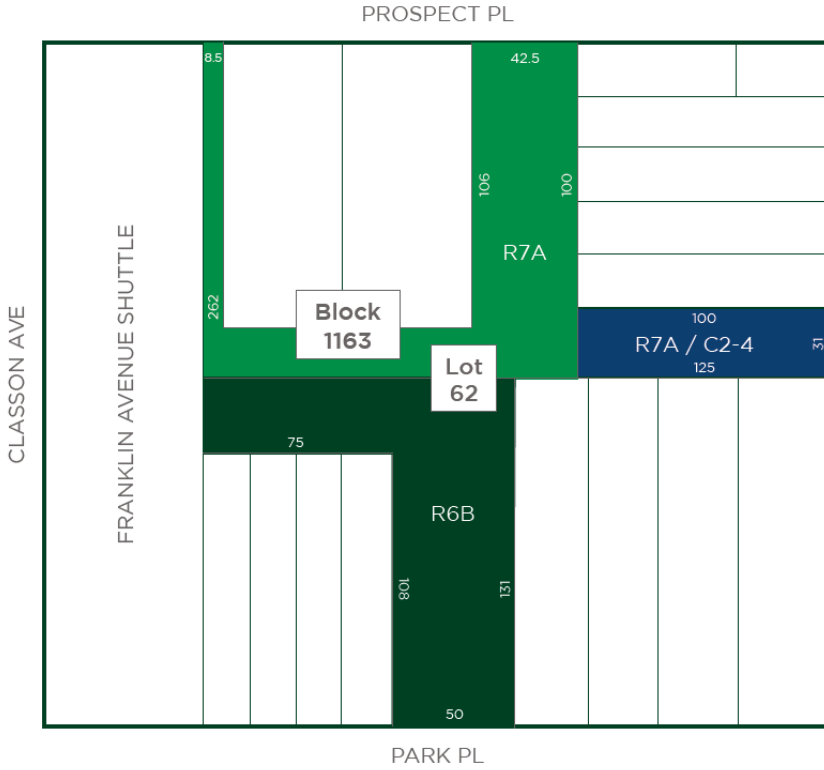 PROSPECT PL
8.5
42.5
106
100
R7A
FRANKLIN AVENUE SHUTTLE
CLASSON AVE
262
Block
1163
100
R7A / C2-4
31
125
Lot
62
75
R6B
108
131
50
PARK PL